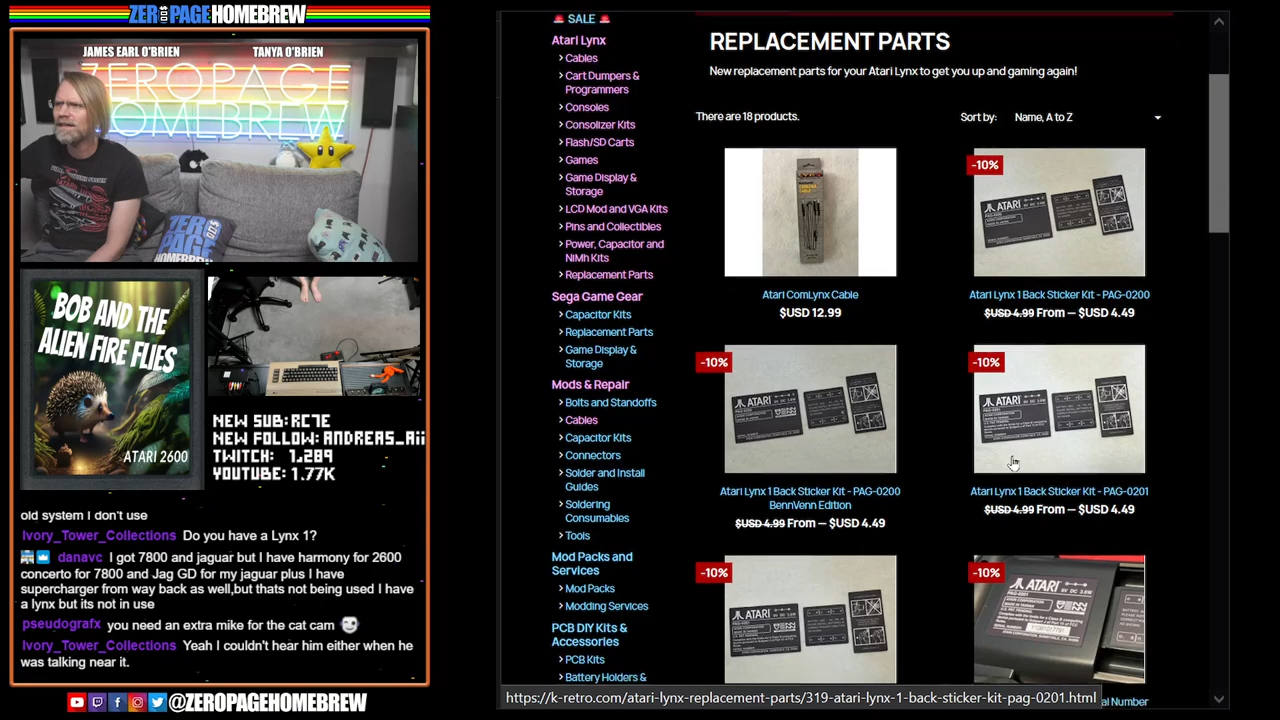 ZEROPAGE HOMEBREW
JAMES EARL O'BRIEN
TANYA O'BRIEN
ZEROPAGE
HOMEBREW
BOB AND THE
ALIEN FIRE FLIES
ATARI 2600
NEW SUB:RC7E
NEW FOLLOW:ANDREAS_Aii
TWITCH: 1,289
YOUTUBE: 1.77K
old system I don't use
Ivory_Tower_Collections Do you have a Lynx 1?
danavc I got 7800 and jaguar but I have harmony for 2600
concerto for 7800 and Jag GD for my jaguar plus I have
supercharger from way back as well,but thats not being used I have
a lynx but its not in use
pseudografx you need an extra mike for the cat cam
Ivory_Tower_Collections Yeah I couldn't hear him either when he
was talking near it.
@ZEROPAGEHOMEBREW
SALE
Atari Lynx
Cables
Cart Dumpers &
Programmers
Consoles
Consolizer Kits
Flash/SD Carts
Games
Game Display &
Storage
LCD Mod and VGA Kits
Pins and Collectibles
Power, Capacitor and
NiMh Kits
Replacement Parts
Sega Game Gear
Capacitor Kits
Replacement Parts
Game Display &
Storage
Mods & Repair
Bolts and Standoffs
Cables
Capacitor Kits
Connectors
Solder and Install
Guides
Soldering
Consumables
Tools
Mod Packs and
Services
Mod Packs
Modding Services
PCB DIY Kits &
Accessories
PCB Kits
Battery Holders &
REPLACEMENT PARTS
New replacement parts for your Atari Lynx to get you up and gaming again!
There are 18 products.
Sort by: Name, A to Z
Atari ComLynx Cable
$USD 12.99
-10%
ATARI
Atari Lynx 1 Back Sticker Kit - PAG-0200
$USD 4.99 From — $USD 4.49
-10%
ATARI
Atari Lynx 1 Back Sticker Kit - PAG-0200
BennVenn Edition
$USD 4.99 From — $USD 4.49
-10%
ATARI
Atari Lynx 1 Back Sticker Kit - PAG-0201
$USD 4.99 From — $USD 4.49
-10%
ATARI
-10%
ATARI
al Number
https://k-retro.com/atari-lynx-replacement-parts/319-atari-lynx-1-back-sticker-kit-pag-0201.html